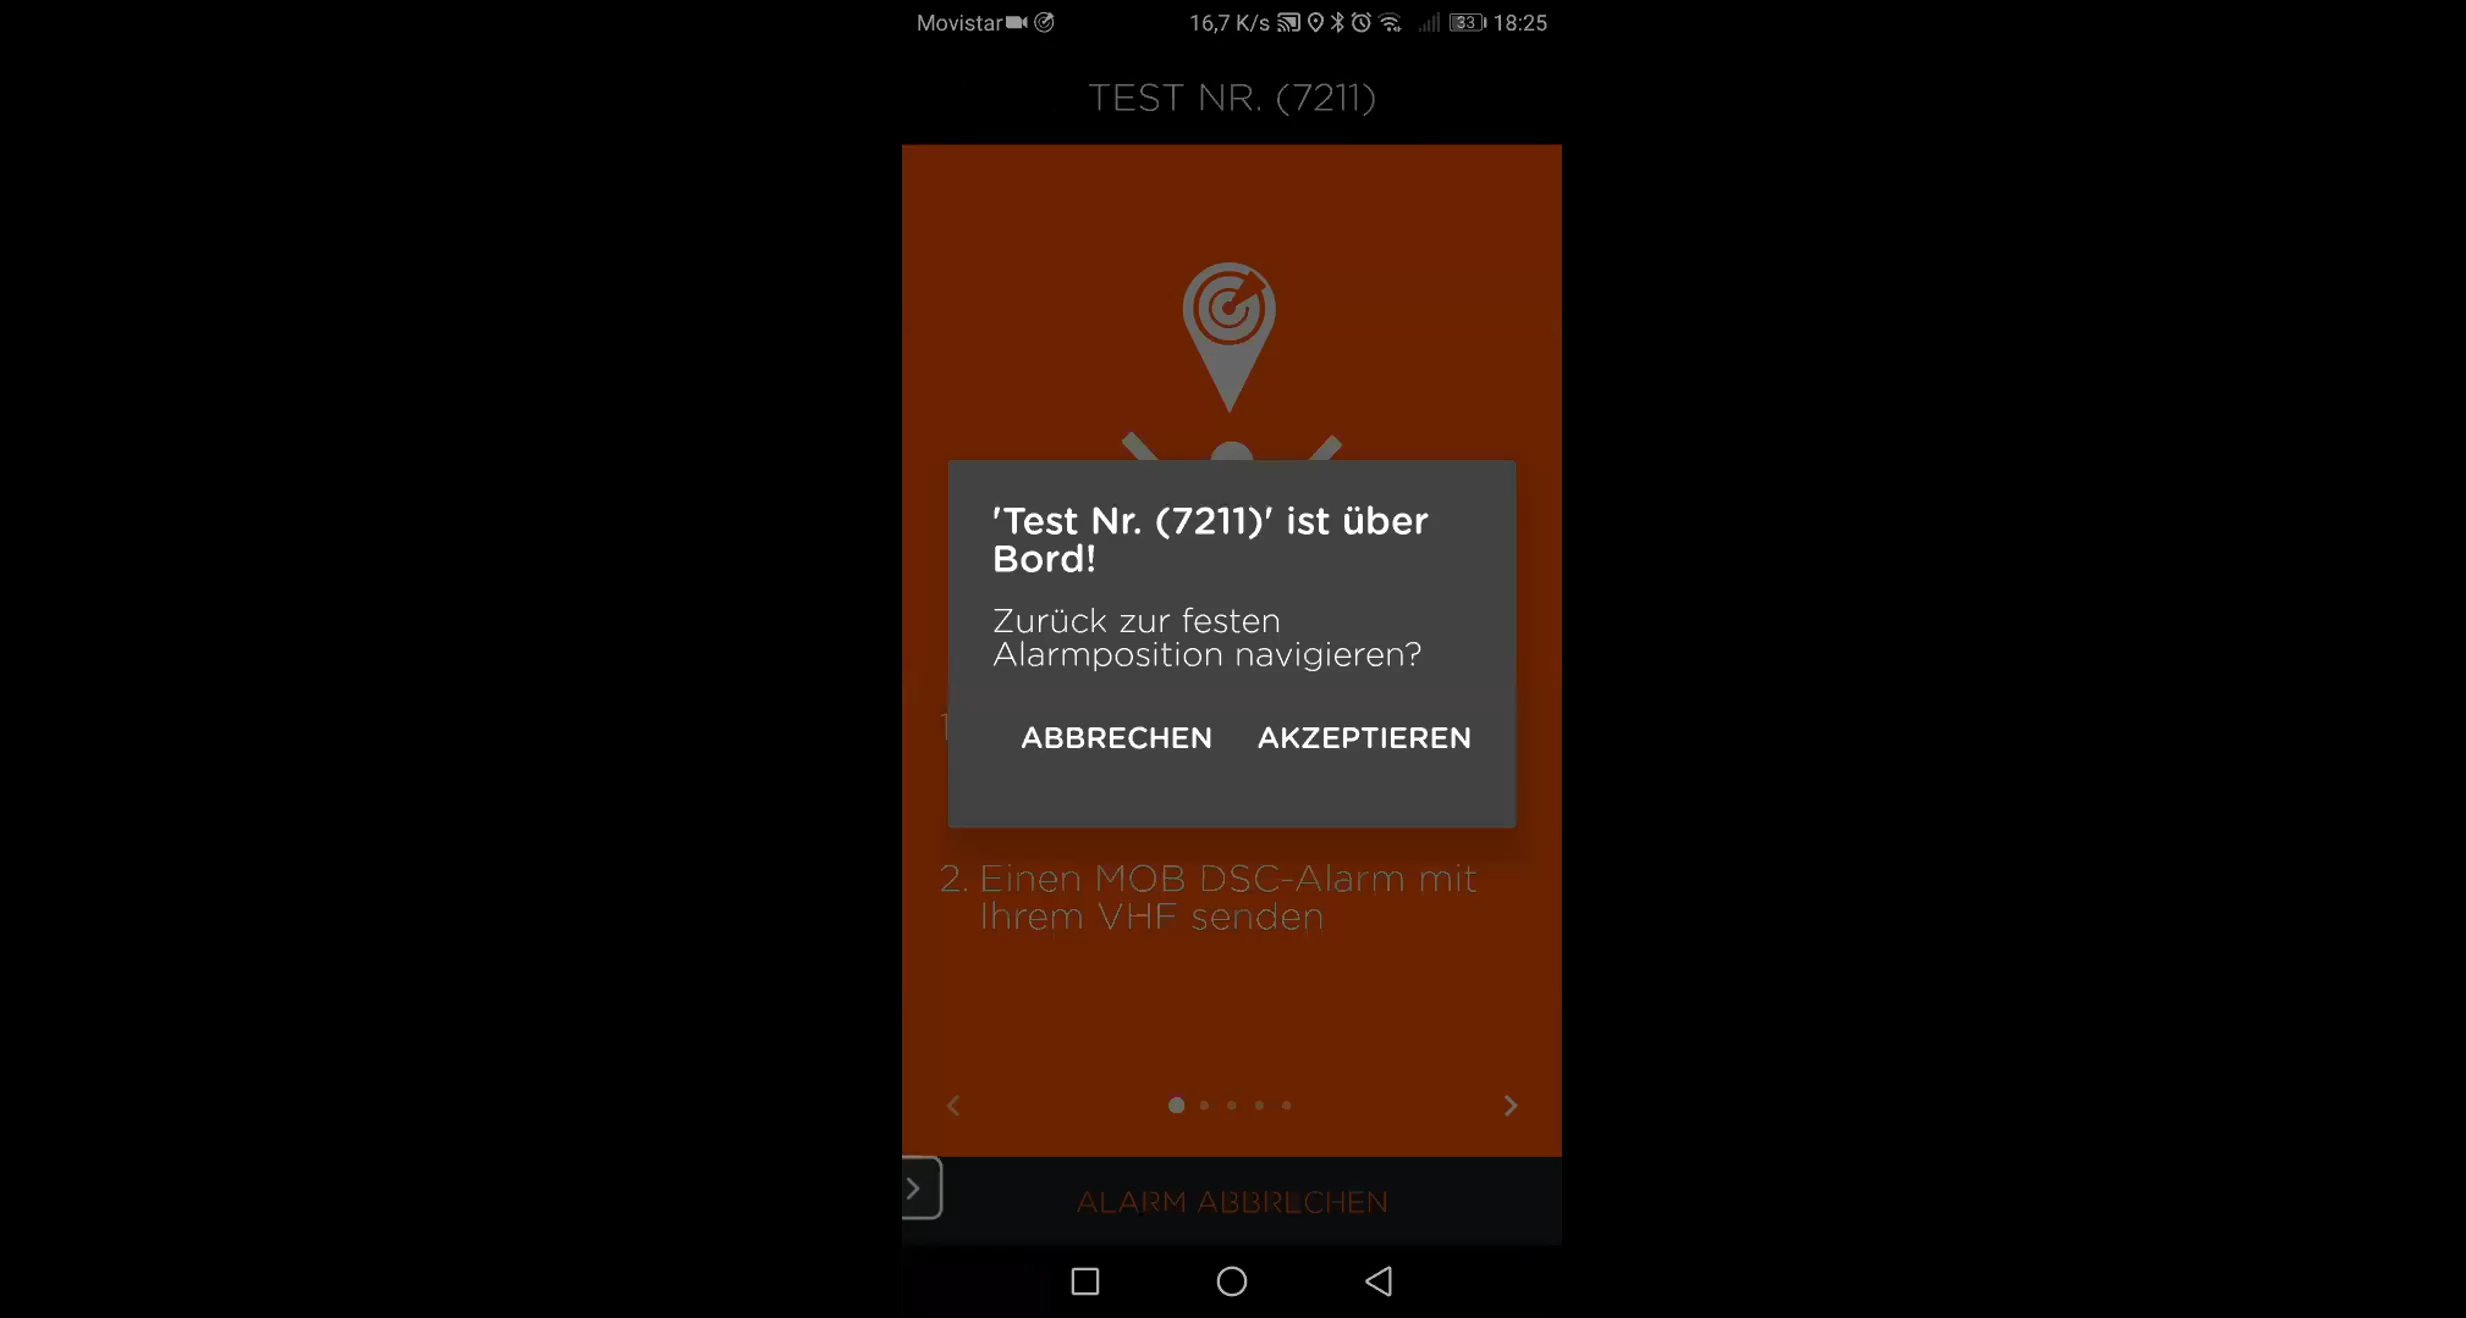 Movistar 16,7 K/s 33 18:25
TEST NR. (7211)
'Test Nr. (7211)' ist über
Bord!
Zurück zur festen
Alarmposition navigieren?
ABBRECHEN AKZEPTIEREN
2. Einen MOB DSC-Alarm mit
Ihrem VHF senden
ALARM ABBRECHEN